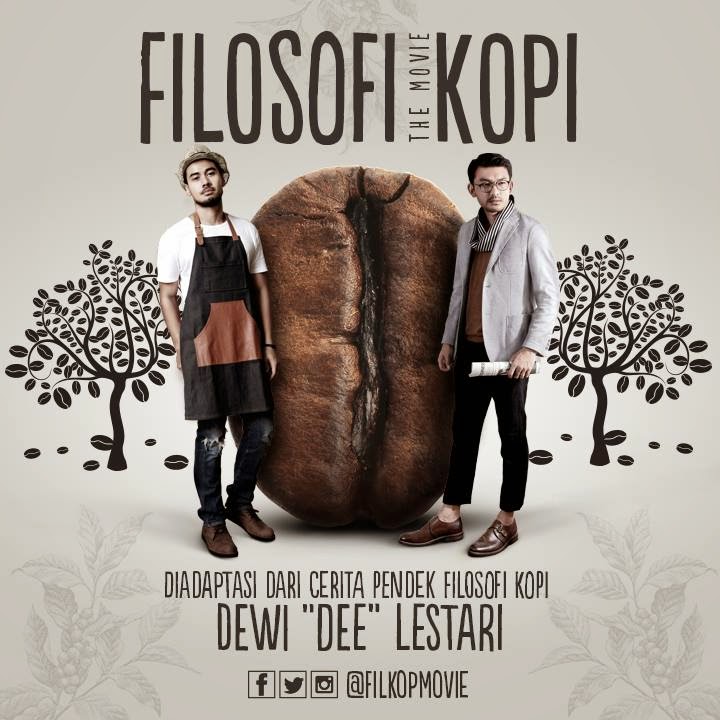 FILOSOFI THE MOVIE KOPI
DIADAPTASI DARI CERITA PENDEK FILOSOFI KOPI
DEWI "DEE" LESTARI
@FILKOPMOVIE